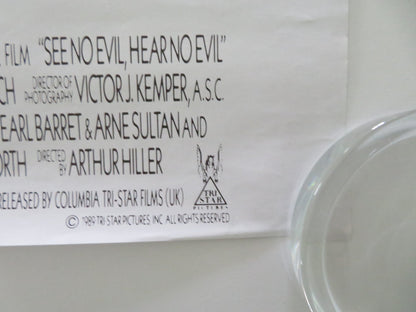 FILM "SEE NO EVIL, HEAR NO EVIL"
CH DIRECTOR OF PHOTOGRAPHY VICTOR J. KEMPER, A.S.C.
EARL BARRET & ARNE SULTAN AND
ORTH DIRECTED BY ARTHUR HILLER
RELEASED BY COLUMBIA TRI-STAR FILMS (UK)
TRI STAR PICTURES
© 1989 TRI STAR PICTURES INC. ALL RIGHTS RESERVED